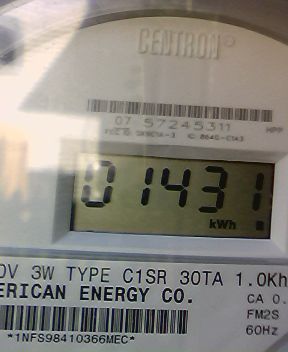 CENTRON®
07 57245311 HPP
01431
kWh
0V 3W TYPE C1SR 30TA 1.0Kh
ERICAN ENERGY CO.
CA 0.
FM2S
60Hz
*1NFS98410366MEC*